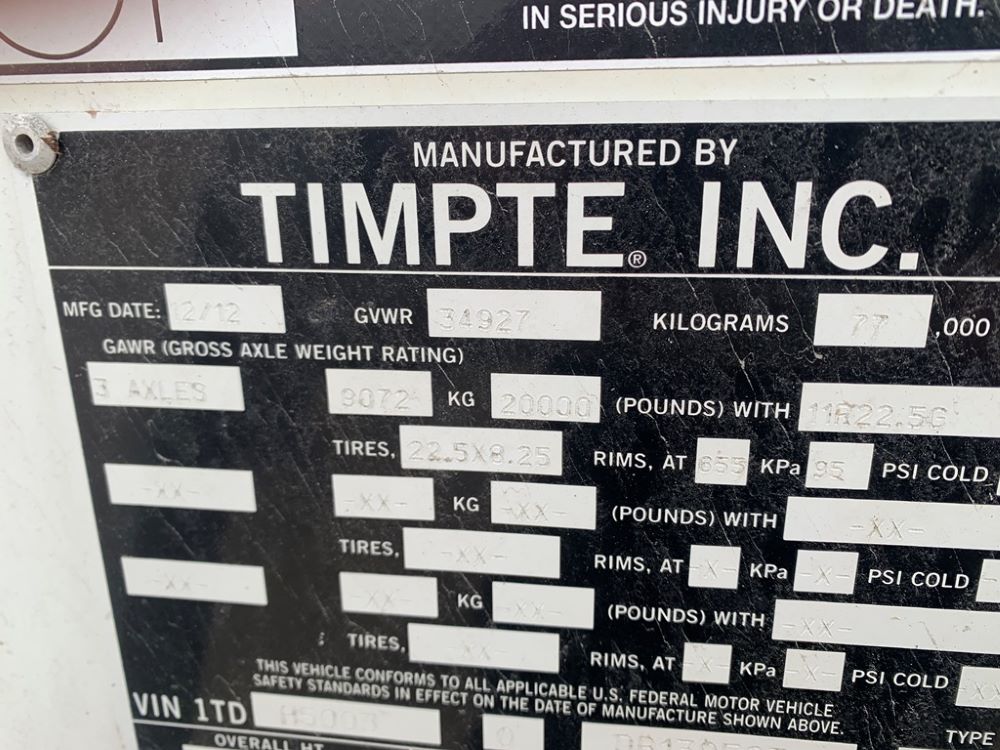 IN SERIOUS INJURY OR DEATH.
MANUFACTURED BY
TIMPTE® INC.
MFG DATE: 12/12 GVWR 34927 KILOGRAMS 77 ,000
GAWR (GROSS AXLE WEIGHT RATING)
3 AXLES 9072 KG 20000 (POUNDS) WITH 11R22.5G
TIRES, 22.5X8.25 RIMS, AT 655 KPa 95 PSI COLD
-XX- -XX- KG -XX- (POUNDS) WITH -XX-
TIRES, -XX- RIMS, AT -X- KPa -X- PSI COLD
-XX- -XX- KG -XX- (POUNDS) WITH -XX-
TIRES, -XX- RIMS, AT -X- KPa -X- PSI COLD -XX
THIS VEHICLE CONFORMS TO ALL APPLICABLE U.S. FEDERAL MOTOR VEHICLE
SAFETY STANDARDS IN EFFECT ON THE DATE OF MANUFACTURE SHOWN ABOVE.
VIN 1TD 0
OVERALL HT TYPE